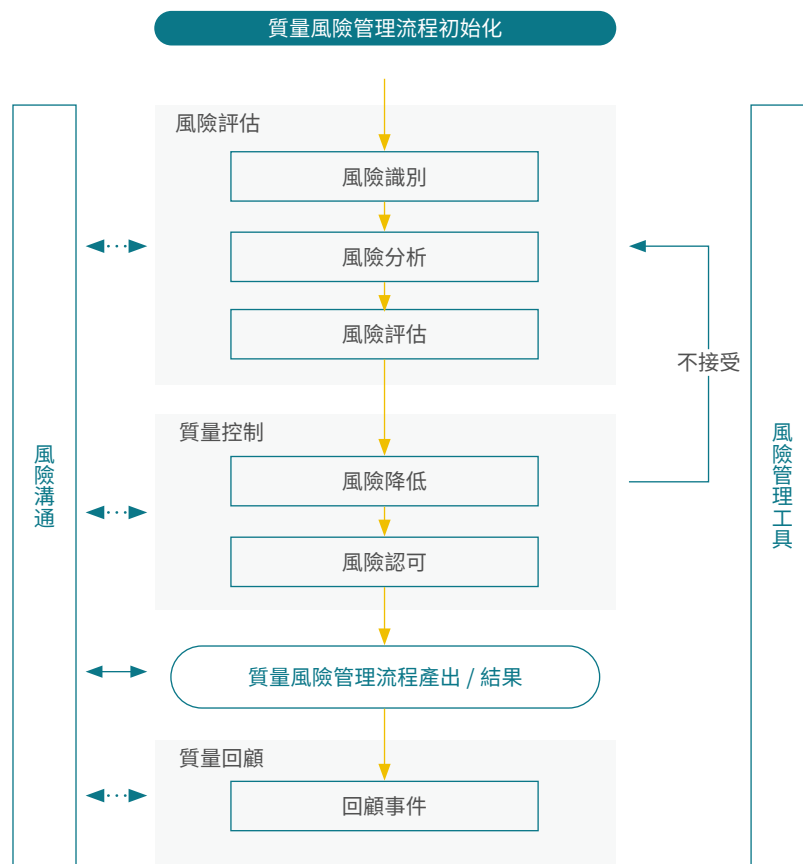 質量風險管理流程初始化
風險評估
風險識別
風險分析
風險評估
不接受
質量控制
風險降低
風險認可
風險溝通
風險管理工具
質量風險管理流程產出 / 結果
質量回顧
回顧事件